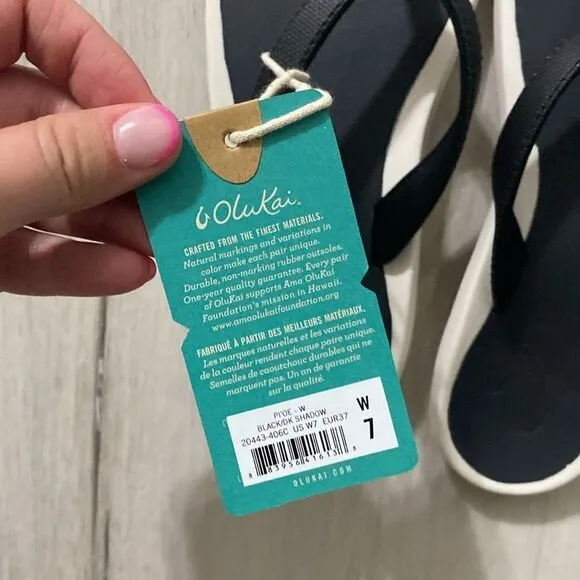 OluKai
CRAFTED FROM THE FINEST MATERIALS.
Natural markings and variations in
color make each pair unique.
Durable, non-marking rubber outsoles.
One-year quality guarantee. Every pair
of OluKai supports Ama OluKai
Foundation's mission in Hawaii.
www.amaolukaifoundation.org
FABRIQUÉ À PARTIR DES MEILLEURS MATÉRIAUX.
Les marques naturelles et les variations
de la couleur rendent chaque paire unique.
Semelles de caoutchouc durables qui ne
marquent pas. Un an de garantie
sur la qualité.
PI'OE - W
BLACK/DK SHADOW
20443-406C US W7 EUR37
W
7
8 83956 41613 8
OLUKAI.COM